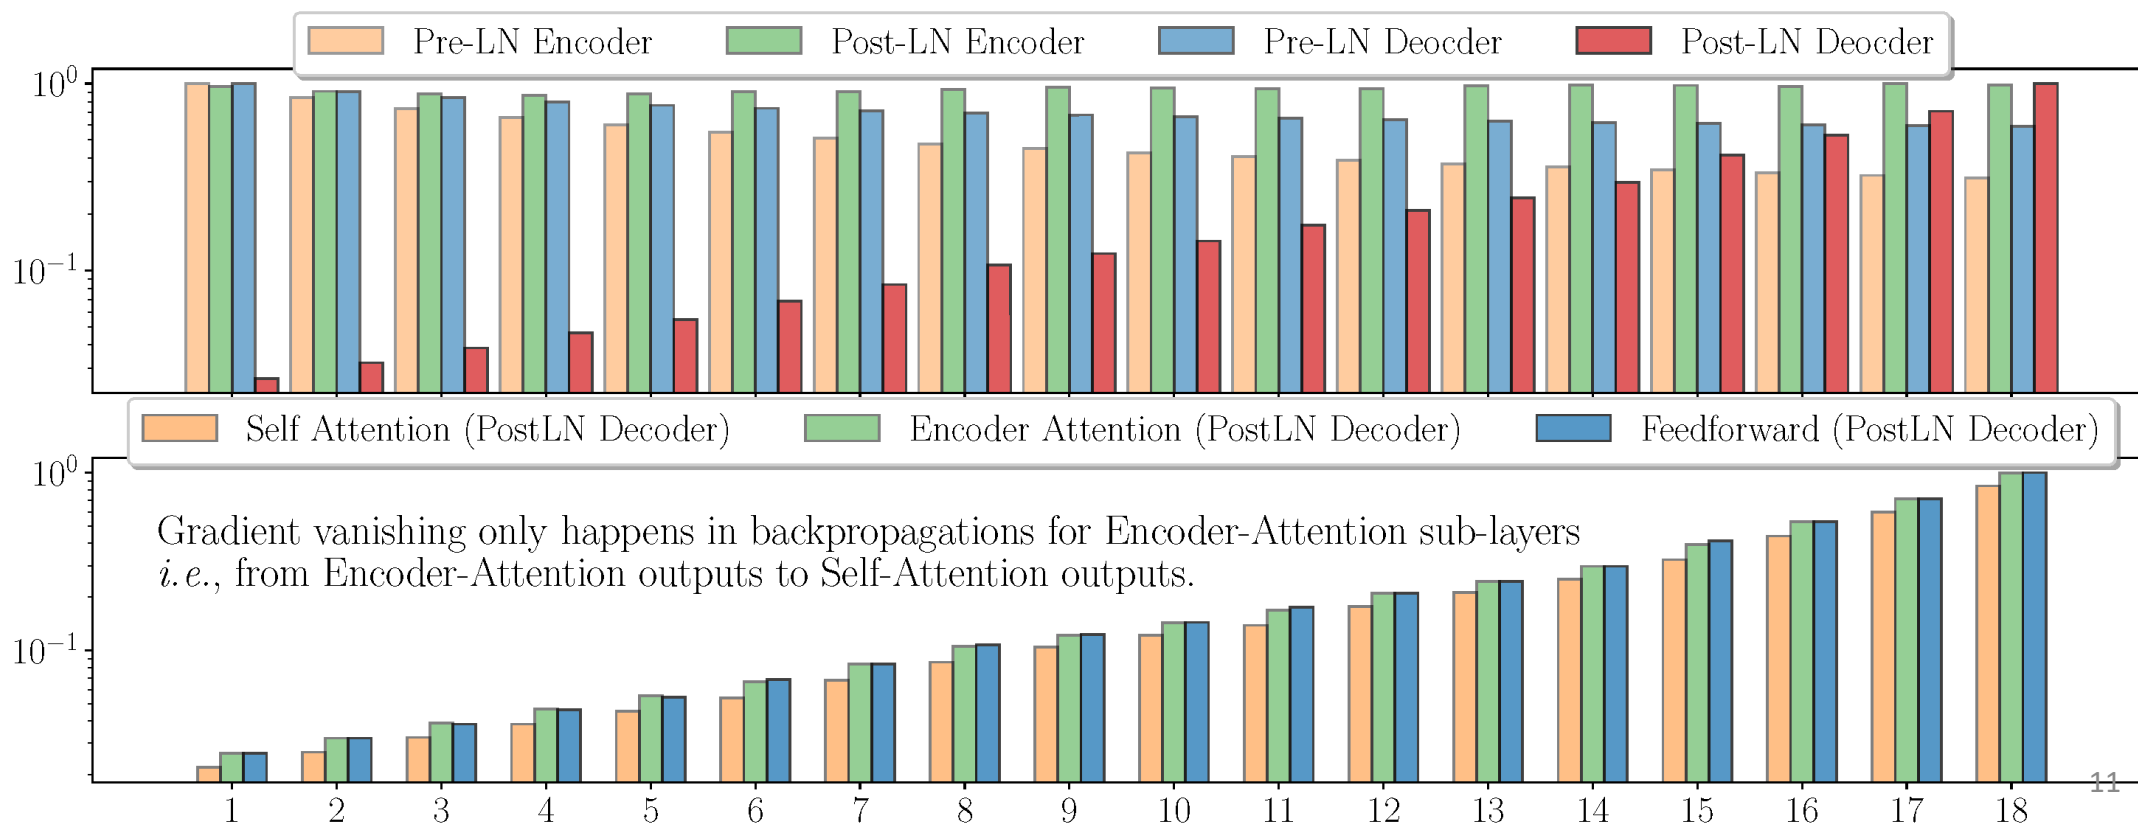 Pre-LN Encoder Post-LN Encoder Pre-LN Deocder Post-LN Deocder
10^0
10^−1
Self Attention (PostLN Decoder) Encoder Attention (PostLN Decoder) Feedforward (PostLN Decoder)
10^0
Gradient vanishing only happens in backpropagations for Encoder-Attention sub-layers
i.e., from Encoder-Attention outputs to Self-Attention outputs.
10^−1
1 2 3 4 5 6 7 8 9 10 11 12 13 14 15 16 17 18
11